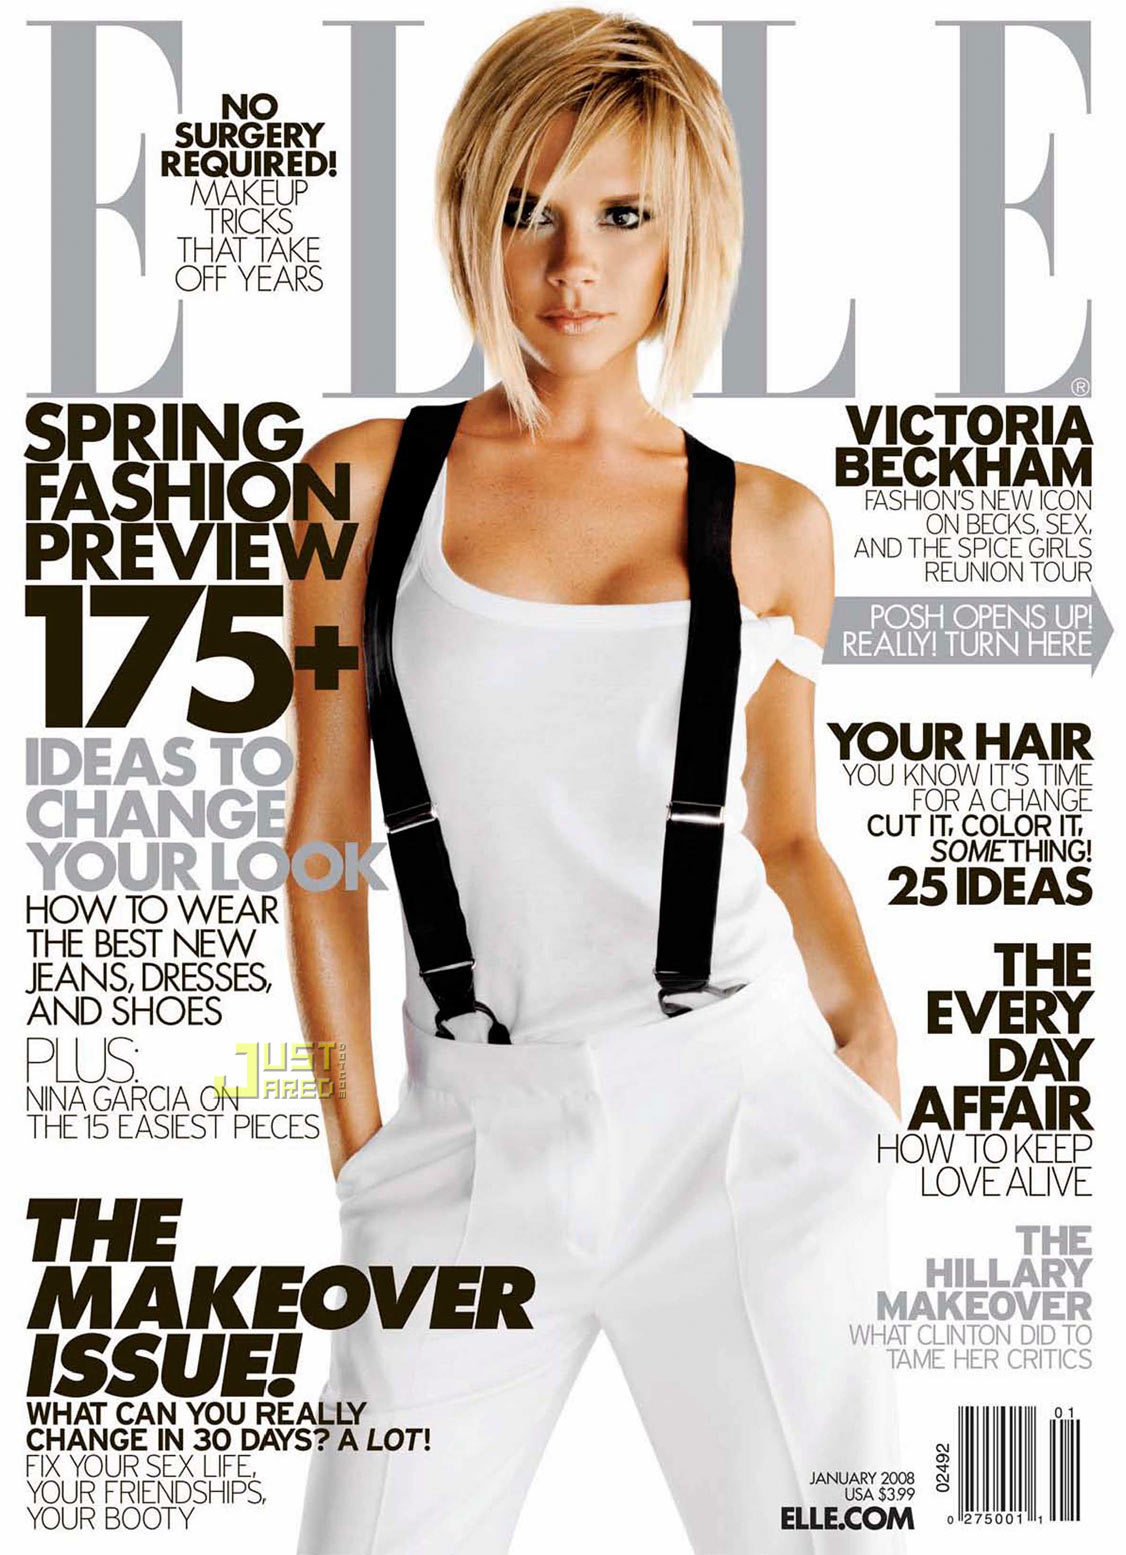 ELLE
®
NO
SURGERY
REQUIRED!
MAKEUP
TRICKS
THAT TAKE
OFF YEARS
SPRING
FASHION
PREVIEW
175+
IDEAS TO
CHANGE
YOUR LOOK
HOW TO WEAR
THE BEST NEW
JEANS, DRESSES,
AND SHOES
PLUS:
NINA GARCIA ON
THE 15 EASIEST PIECES
JUST
JARED
THE
MAKEOVER
ISSUE!
WHAT CAN YOU REALLY
CHANGE IN 30 DAYS? A LOT!
FIX YOUR SEX LIFE,
YOUR FRIENDSHIPS,
YOUR BOOTY
VICTORIA
BECKHAM
FASHION'S NEW ICON
ON BECKS, SEX,
AND THE SPICE GIRLS
REUNION TOUR
POSH OPENS UP!
REALLY! TURN HERE
YOUR HAIR
YOU KNOW IT'S TIME
FOR A CHANGE
CUT IT, COLOR IT,
SOMETHING!
25 IDEAS
THE
EVERY
DAY
AFFAIR
HOW TO KEEP
LOVE ALIVE
THE
HILLARY
MAKEOVER
WHAT CLINTON DID TO
TAME HER CRITICS
JANUARY 2008
USA $3.99
ELLE.COM
02492
01
0 275001 1